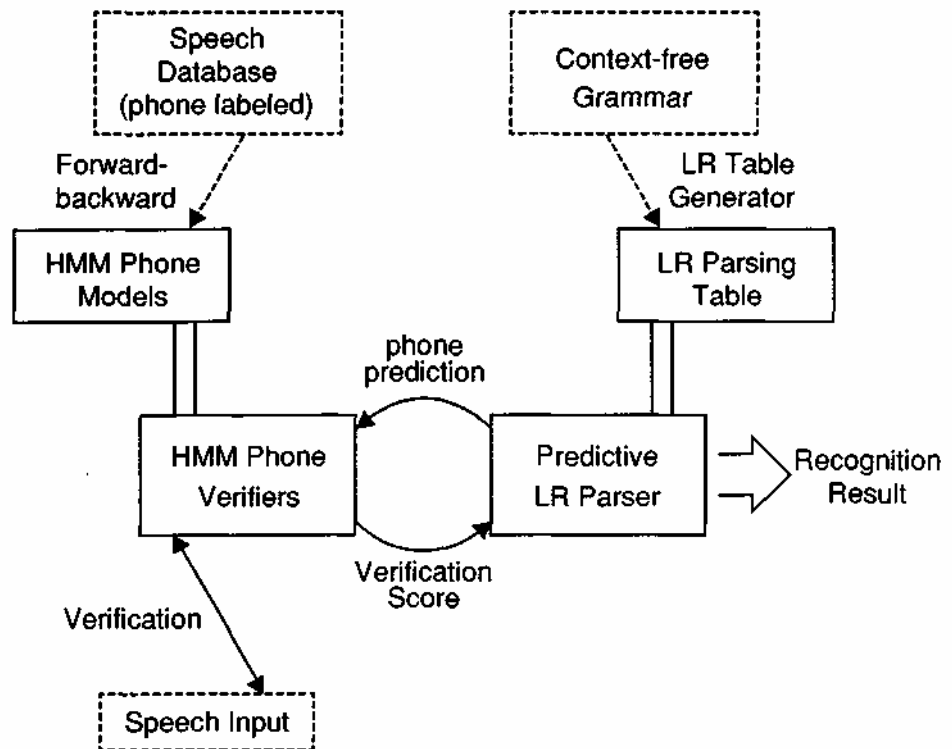 Speech
Database
(phone labeled)
Context-free
Grammar
Forward-
backward
LR Table
Generator
HMM Phone
Models
LR Parsing
Table
phone
prediction
HMM Phone
Verifiers
Predictive
LR Parser
Recognition
Result
Verification
Score
Verification
Speech Input